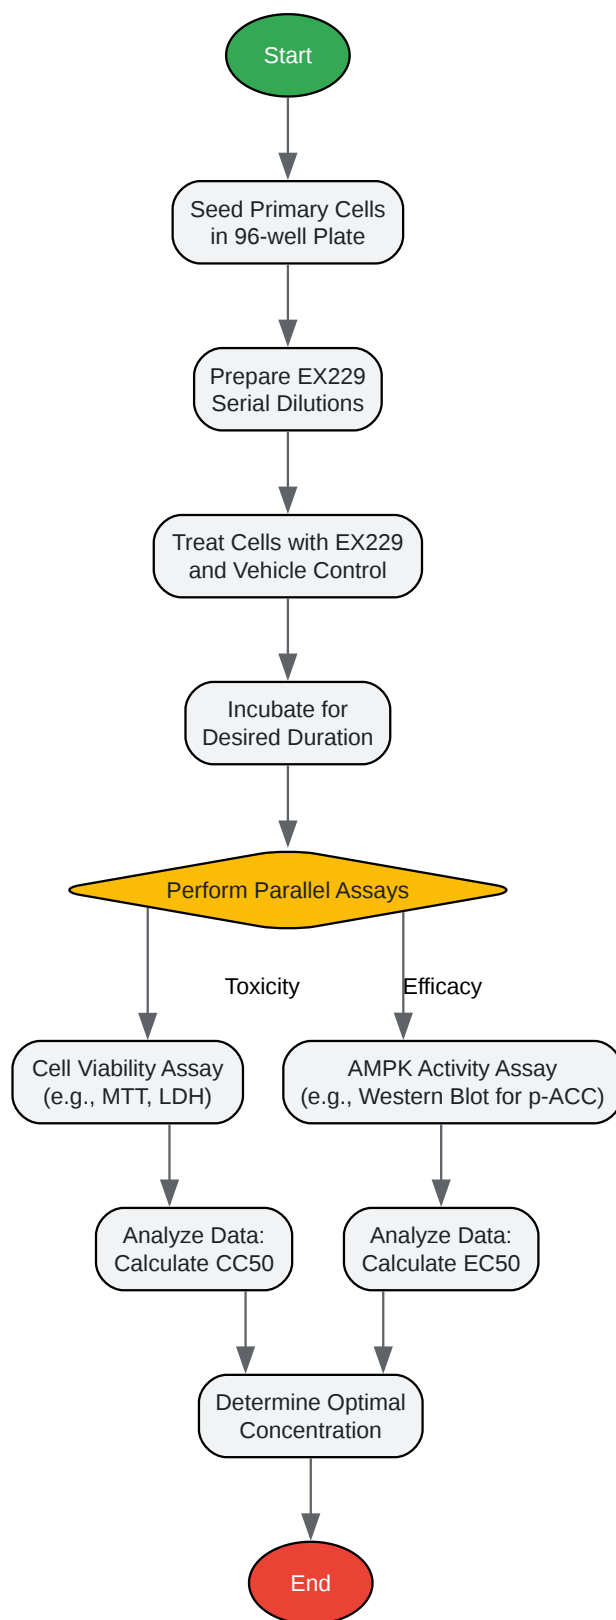 Start
Seed Primary Cells
in 96-well Plate
Prepare EX229
Serial Dilutions
Treat Cells with EX229
and Vehicle Control
Incubate for
Desired Duration
Perform Parallel Assays
Toxicity
Efficacy
Cell Viability Assay
(e.g., MTT, LDH)
AMPK Activity Assay
(e.g., Western Blot for p-ACC)
Analyze Data:
Calculate CC50
Analyze Data:
Calculate EC50
Determine Optimal
Concentration
End